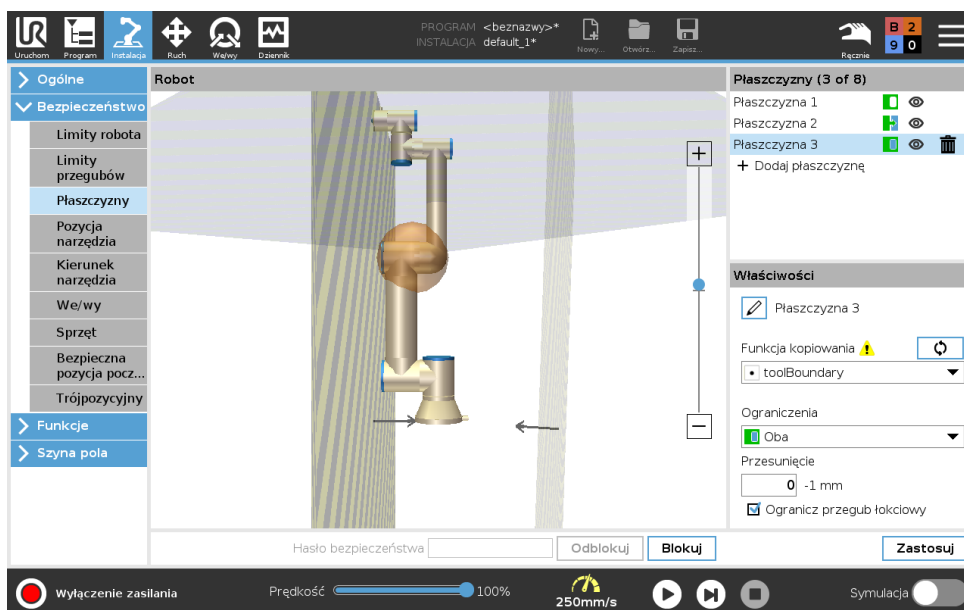 PROGRAM <beznazwy>*
INSTALACJA default_1*
UR
Uruchom Program Instalacja Ruch We/wy Dziennik Nowy... Otwórz... Zapisz... Ręcznie
B 2
9 0
Ogólne
Bezpieczeństwo
Limity robota
Limity
przegubów
Płaszczyzny
Pozycja
narzędzia
Kierunek
narzędzia
We/wy
Sprzęt
Bezpieczna
pozycja pocz...
Trójpozycyjny
Funkcje
Szyna pola
Robot
+
−
Płaszczyzny (3 of 8)
Płaszczyzna 1
Płaszczyzna 2
Płaszczyzna 3
+ Dodaj płaszczyznę
Właściwości
Płaszczyzna 3
Funkcja kopiowania
toolBoundary
Ograniczenia
Oba
Przesunięcie
0 -1 mm
Ogranicz przegub łokciowy
Hasło bezpieczeństwa Odblokuj Blokuj Zastosuj
Wyłączenie zasilania Prędkość 100% 250mm/s Symulacja